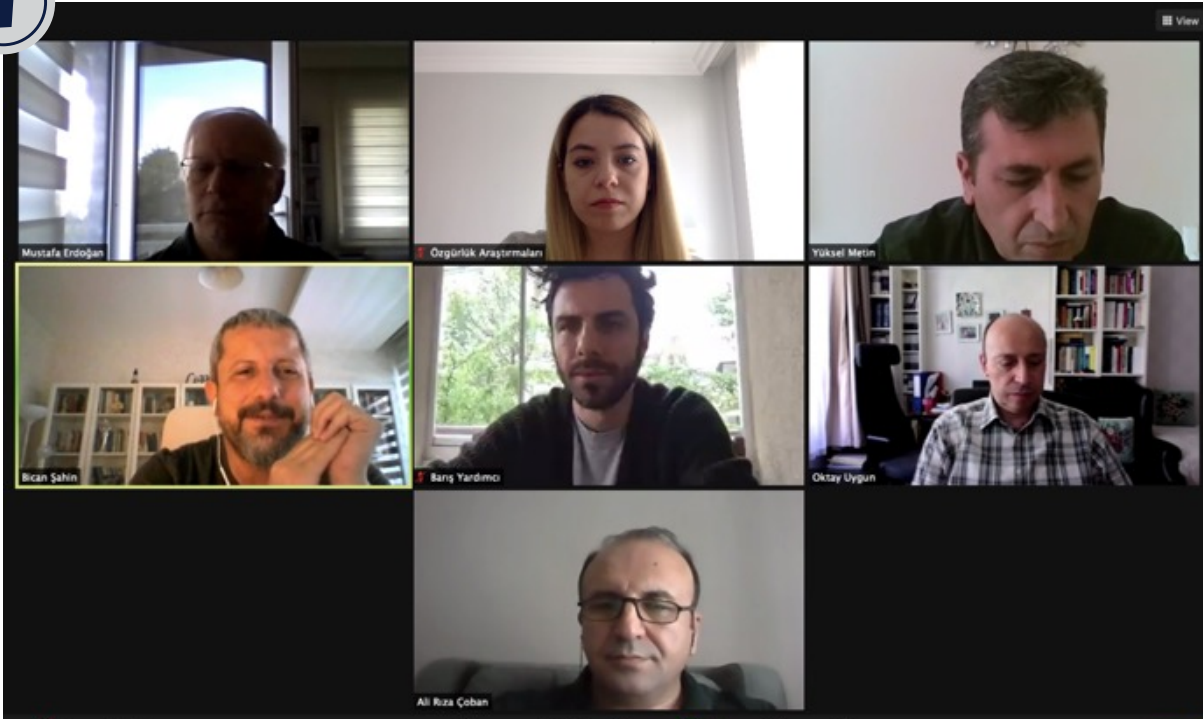 View
Mustafa Erdoğan
Özgürlük Araştırmaları
Yüksel Metin
Bican Şahin
Barış Yardımcı
Oktay Uygun
Ali Rıza Çoban